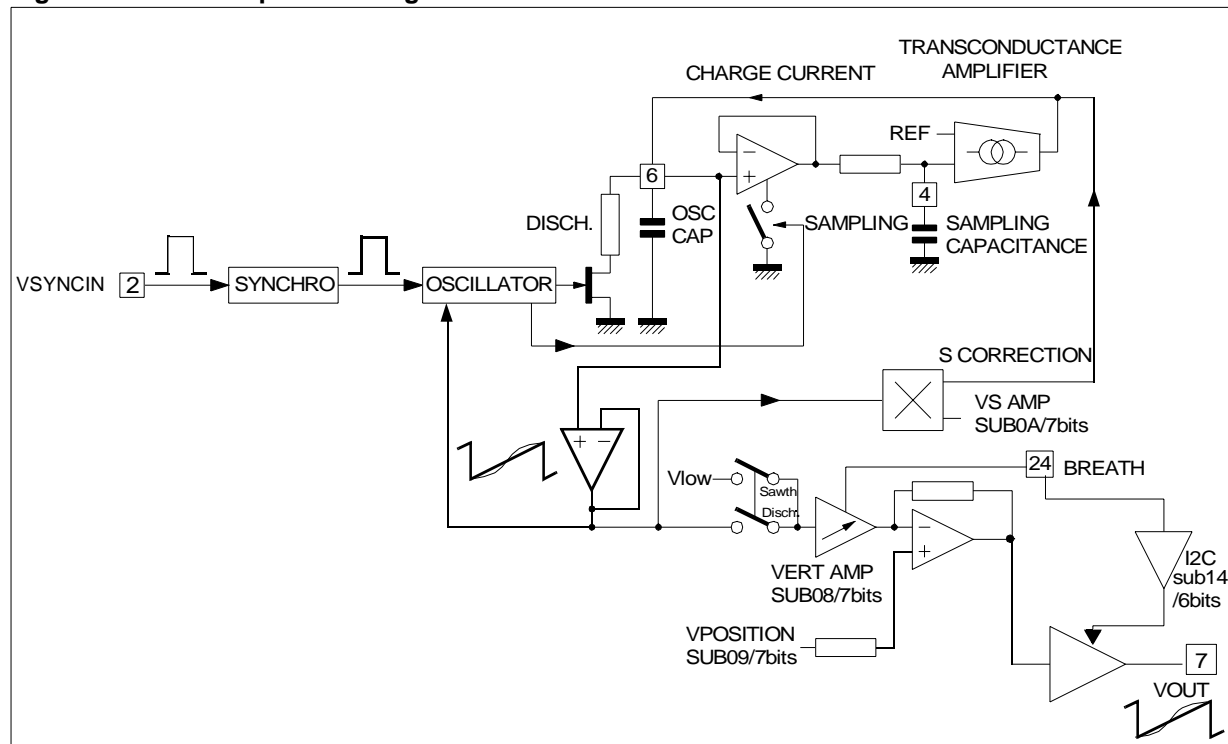 TRANSCONDUCTANCE
AMPLIFIER
CHARGE CURRENT
REF
6
4
DISCH.
OSC
CAP
SAMPLING
SAMPLING
CAPACITANCE
VSYNCIN
2
SYNCHRO
OSCILLATOR
S CORRECTION
VS AMP
SUB0A/7bits
24
BREATH
Vlow
Sawth
Disch.
VERT AMP
SUB08/7bits
I2C
sub14
/6bits
VPOSITION
SUB09/7bits
7
VOUT